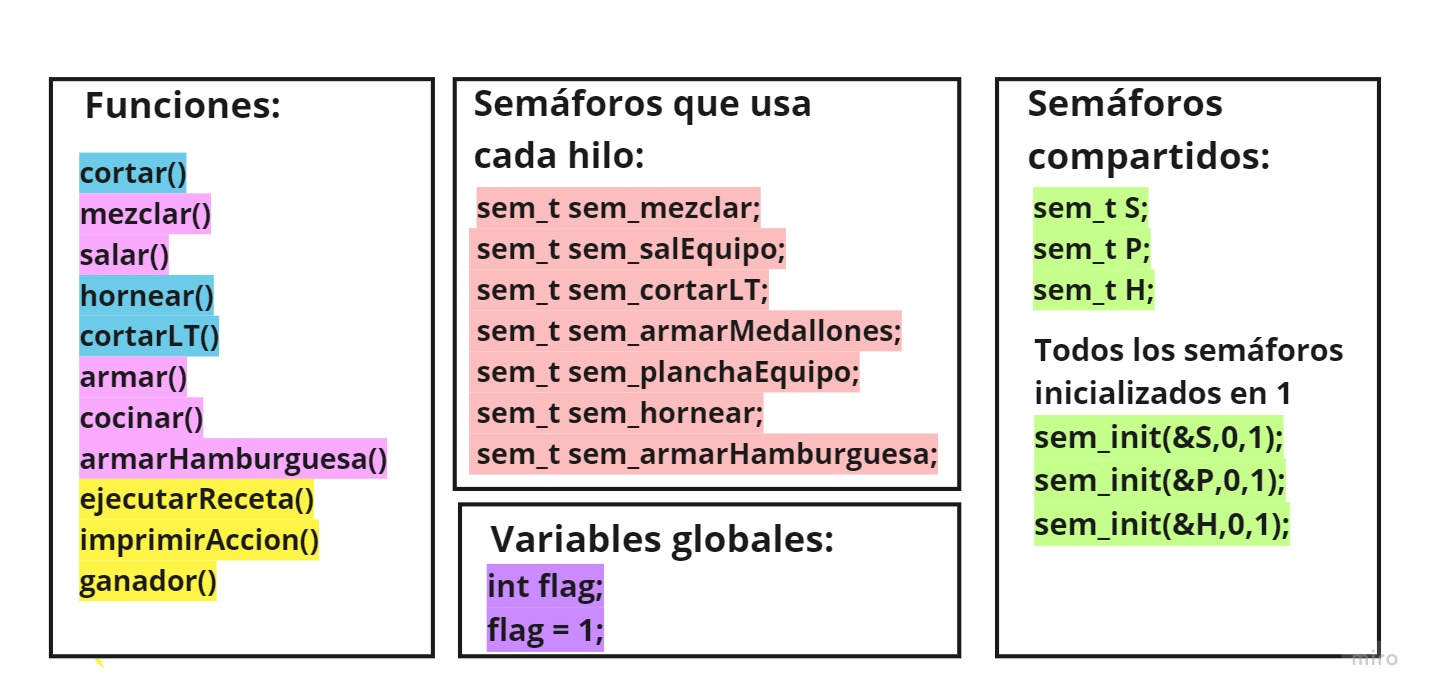 Funciones:
cortar()
mezclar()
salar()
hornear()
cortarLT()
armar()
cocinar()
armarHamburguesa()
ejecutarReceta()
imprimirAccion()
ganador()
Semáforos que usa
cada hilo:
sem_t sem_mezclar;
sem_t sem_salEquipo;
sem_t sem_cortarLT;
sem_t sem_armarMedallones;
sem_t sem_planchaEquipo;
sem_t sem_hornear;
sem_t sem_armarHamburguesa;
Variables globales:
int flag;
flag = 1;
Semáforos
compartidos:
sem_t S;
sem_t P;
sem_t H;
Todos los semáforos
inicializados en 1
sem_init(&S,0,1);
sem_init(&P,0,1);
sem_init(&H,0,1);
miro